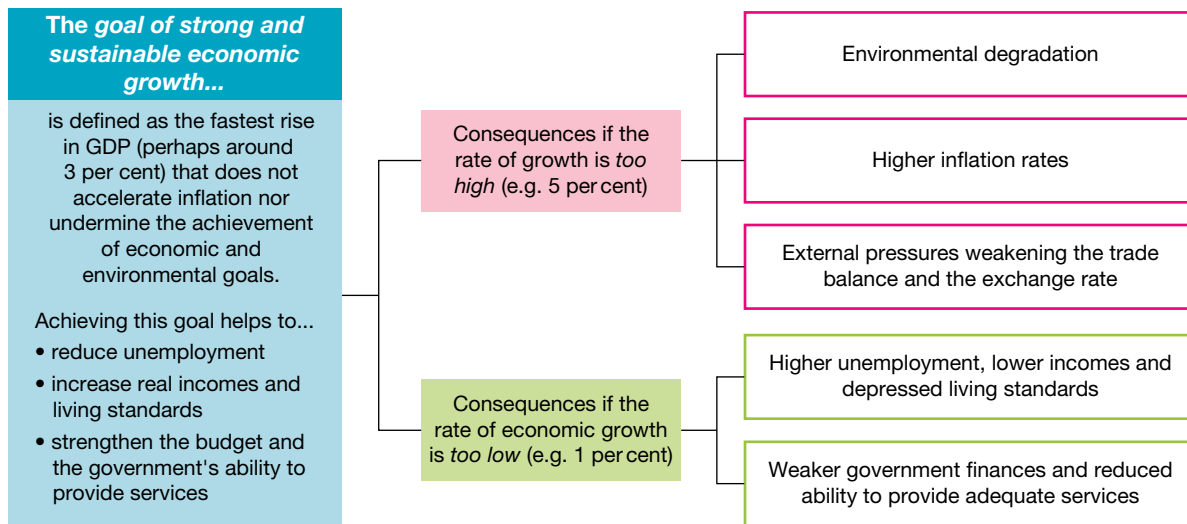 The goal of strong and
sustainable economic
growth...
is defined as the fastest rise
in GDP (perhaps around
3 per cent) that does not
accelerate inflation nor
undermine the achievement
of economic and
environmental goals.
Achieving this goal helps to...
• reduce unemployment
• increase real incomes and
living standards
• strengthen the budget and
the government's ability to
provide services
Consequences if the
rate of growth is too
high (e.g. 5 per cent)
Environmental degradation
Higher inflation rates
External pressures weakening the trade
balance and the exchange rate
Consequences if the
rate of economic growth
is too low (e.g. 1 per cent)
Higher unemployment, lower incomes and
depressed living standards
Weaker government finances and reduced
ability to provide adequate services